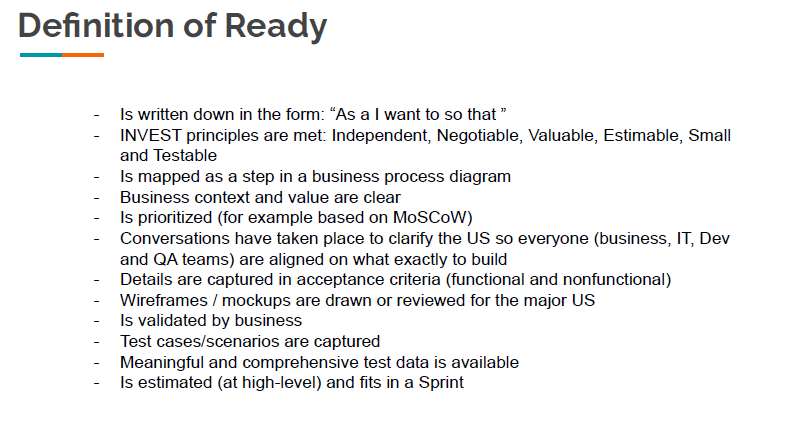 Definition of Ready
- Is written down in the form: “As a I want to so that ”
- INVEST principles are met: Independent, Negotiable, Valuable, Estimable, Small
and Testable
- Is mapped as a step in a business process diagram
- Business context and value are clear
- Is prioritized (for example based on MoSCoW)
- Conversations have taken place to clarify the US so everyone (business, IT, Dev
and QA teams) are aligned on what exactly to build
- Details are captured in acceptance criteria (functional and nonfunctional)
- Wireframes / mockups are drawn or reviewed for the major US
- Is validated by business
- Test cases/scenarios are captured
- Meaningful and comprehensive test data is available
- Is estimated (at high-level) and fits in a Sprint